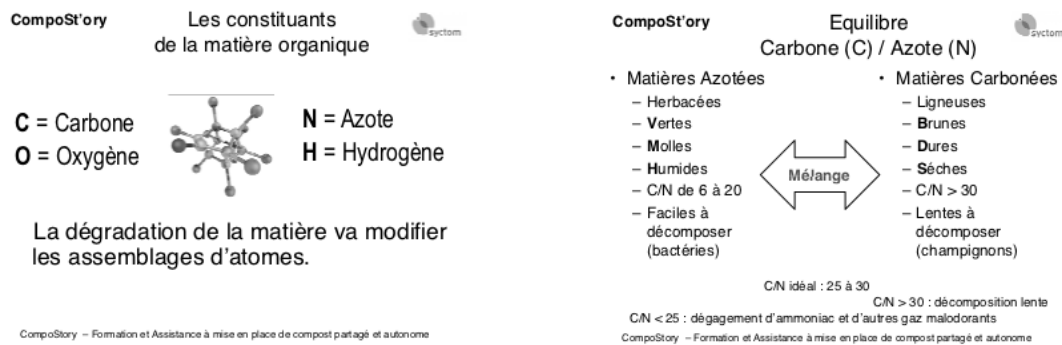 CompoSt'ory
Les constituants
de la matière organique
syctom
C = Carbone
O = Oxygène
N = Azote
H = Hydrogène
La dégradation de la matière va modifier
les assemblages d'atomes.
CompoStory – Formation et Assistance à mise en place de compost partagé et autonome
CompoSt'ory
Equilibre
Carbone (C) / Azote (N)
syctom
• Matières Azotées
– Herbacées
– Vertes
– Molles
– Humides
– C/N de 6 à 20
– Faciles à
décomposer
(bactéries)
Mélange
• Matières Carbonées
– Ligneuses
– Brunes
– Dures
– Séches
– C/N > 30
– Lentes à
décomposer
(champignons)
C/N idéal : 25 à 30
C/N > 30 : décomposition lente
C/N < 25 : dégagement d'ammoniac et d'autres gaz malodorants
CompoStory – Formation et Assistance à mise en place de compost partagé et autonome